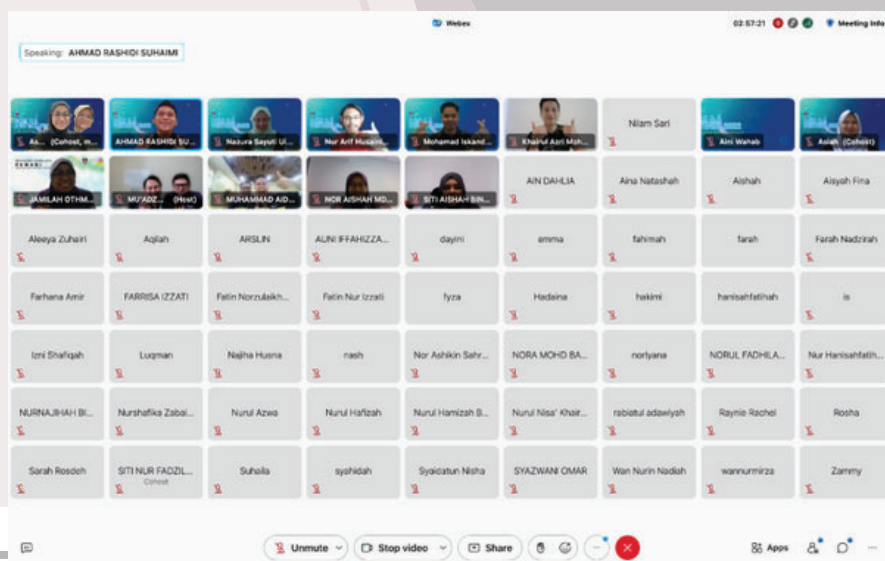 Webex
02:57:21
Meeting Info
Speaking: AHMAD RASHIDI SUHAIMI
As... (Cohost, m...
AHMAD RASHIDI SU...
Nazura Sayuti Ul...
Nur Arif Husaini...
Mohamad Iskand...
Khairul Azri Moh...
Nilam Sari
Aini Wahab
Asiah (Cohost)
JAMILAH OTHM...
MU'ADZ... (Host)
MUHAMMAD AID...
NOR AISHAH MD...
SITI AISHAH BIN...
AIN DAHLIA
Aina Natashah
Aishah
Aisyah Fina
Aleeya Zuhairi
Aqilah
ARSLIN
AUNI IFFAHIZZA...
dayini
emma
fahimah
farah
Farah Nadzirah
Farhana Amir
FARRISA IZZATI
Fatin Norzulaikh...
Fatin Nur Izzati
fyza
Hedaina
hakimi
hanisahfatihah
is
Izni Shafiqah
Luqman
Najiha Husna
nash
Nor Ashikin Sahr...
NORA MOHD BA...
norlyana
NORUL FADHILA...
Nur Hanisahfatih...
NURNAJIHAH BI...
Nurshafika Zabai...
Nurul Azwa
Nurul Hafizah
Nurul Hamizah B...
Nurul Nisa' Khair...
rabiatul adawiyah
Raynie Rachel
Rosha
Sarah Rosdeh
SITI NUR FADZIL...
Cohost
Suhaila
syahidah
Syaidatun Nisha
SYAZWANI OMAR
Wan Nurin Nadiah
wannurmirza
Zammy
Unmute
Stop video
Share
Apps